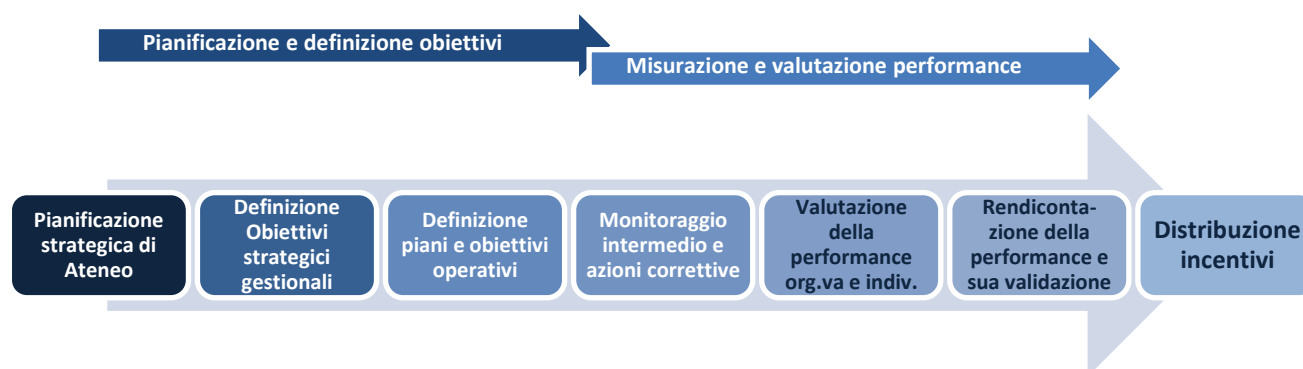 Pianificazione e definizione obiettivi
Misurazione e valutazione performance
Pianificazione
strategica di
Ateneo
Definizione
Obiettivi
strategici
gestionali
Definizione
piani e obiettivi
operativi
Monitoraggio
intermedio e
azioni correttive
Valutazione
della
performance
org.va e indiv.
Rendiconta-
zione della
performance e
sua validazione
Distribuzione
incentivi